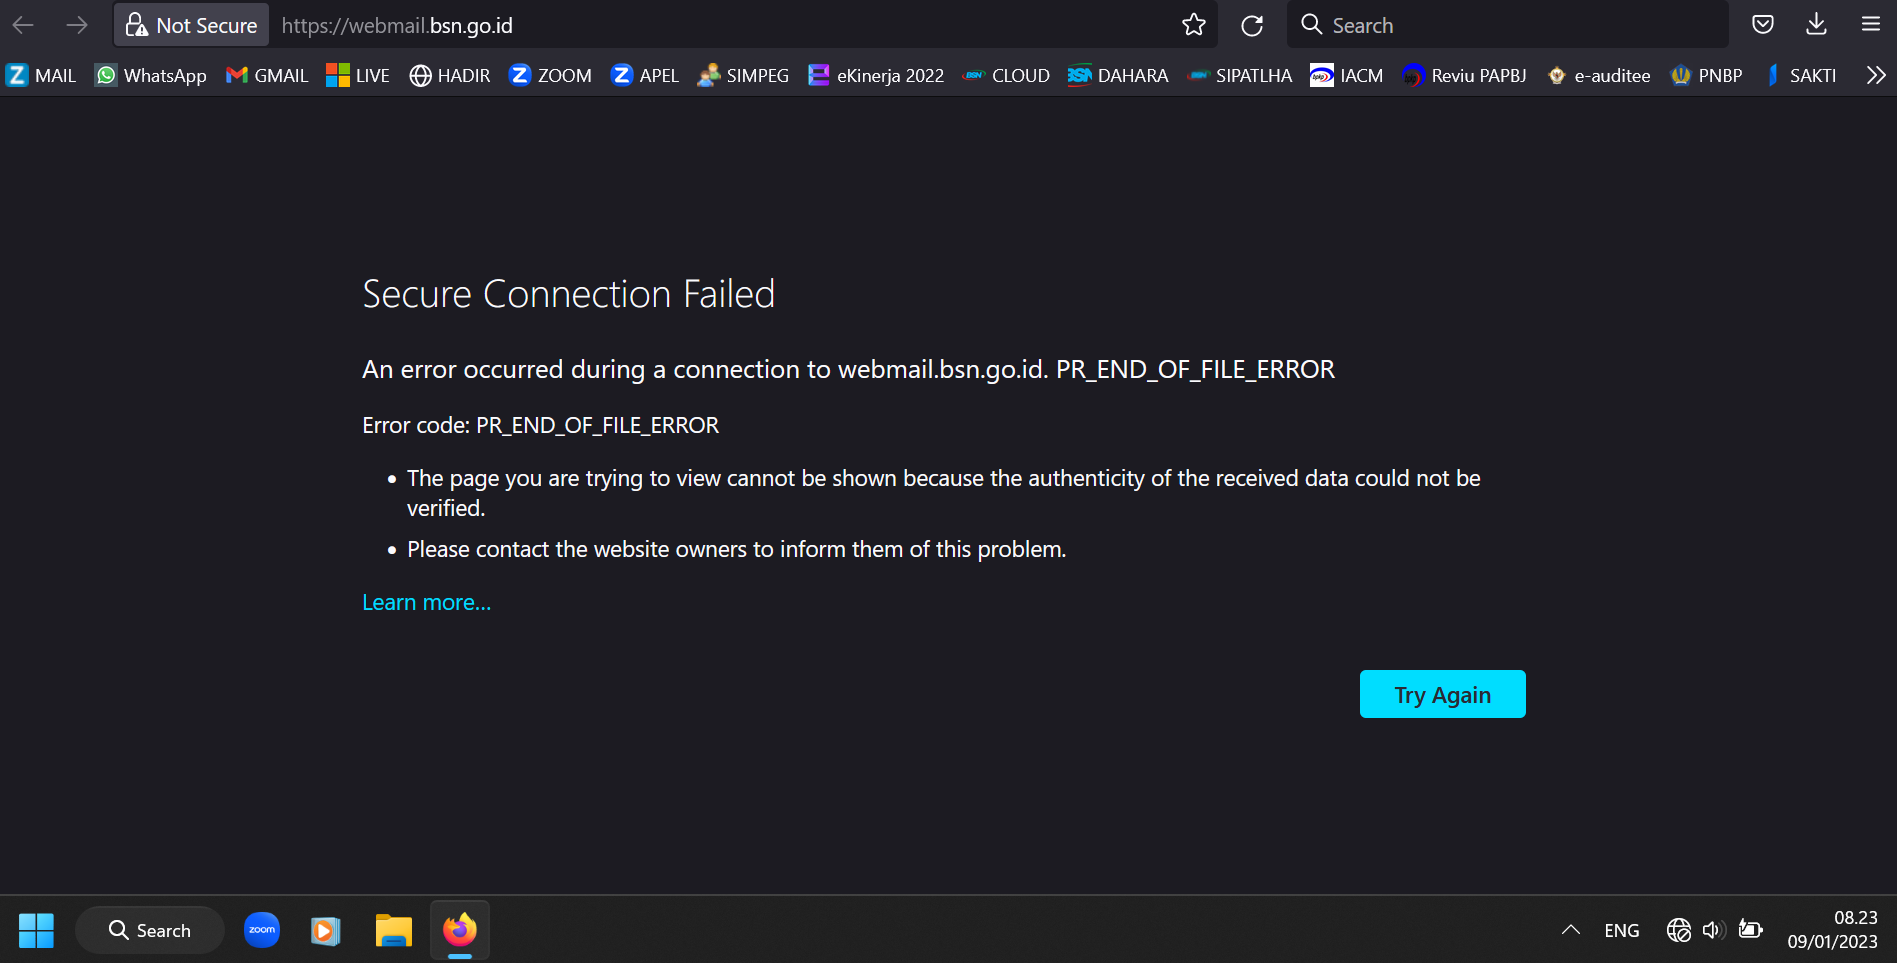 Not Secure https://webmail.bsn.go.id Search
MAIL WhatsApp GMAIL LIVE HADIR ZOOM APEL SIMPEG eKinerja 2022 CLOUD DAHARA SIPATLHA IACM Reviu PAPBJ e-auditee PNBP SAKTI
Secure Connection Failed
An error occurred during a connection to webmail.bsn.go.id. PR_END_OF_FILE_ERROR
Error code: PR_END_OF_FILE_ERROR
• The page you are trying to view cannot be shown because the authenticity of the received data could not be
verified.
• Please contact the website owners to inform them of this problem.
Learn more...
Try Again
Search zoom ENG 08.23
09/01/2023